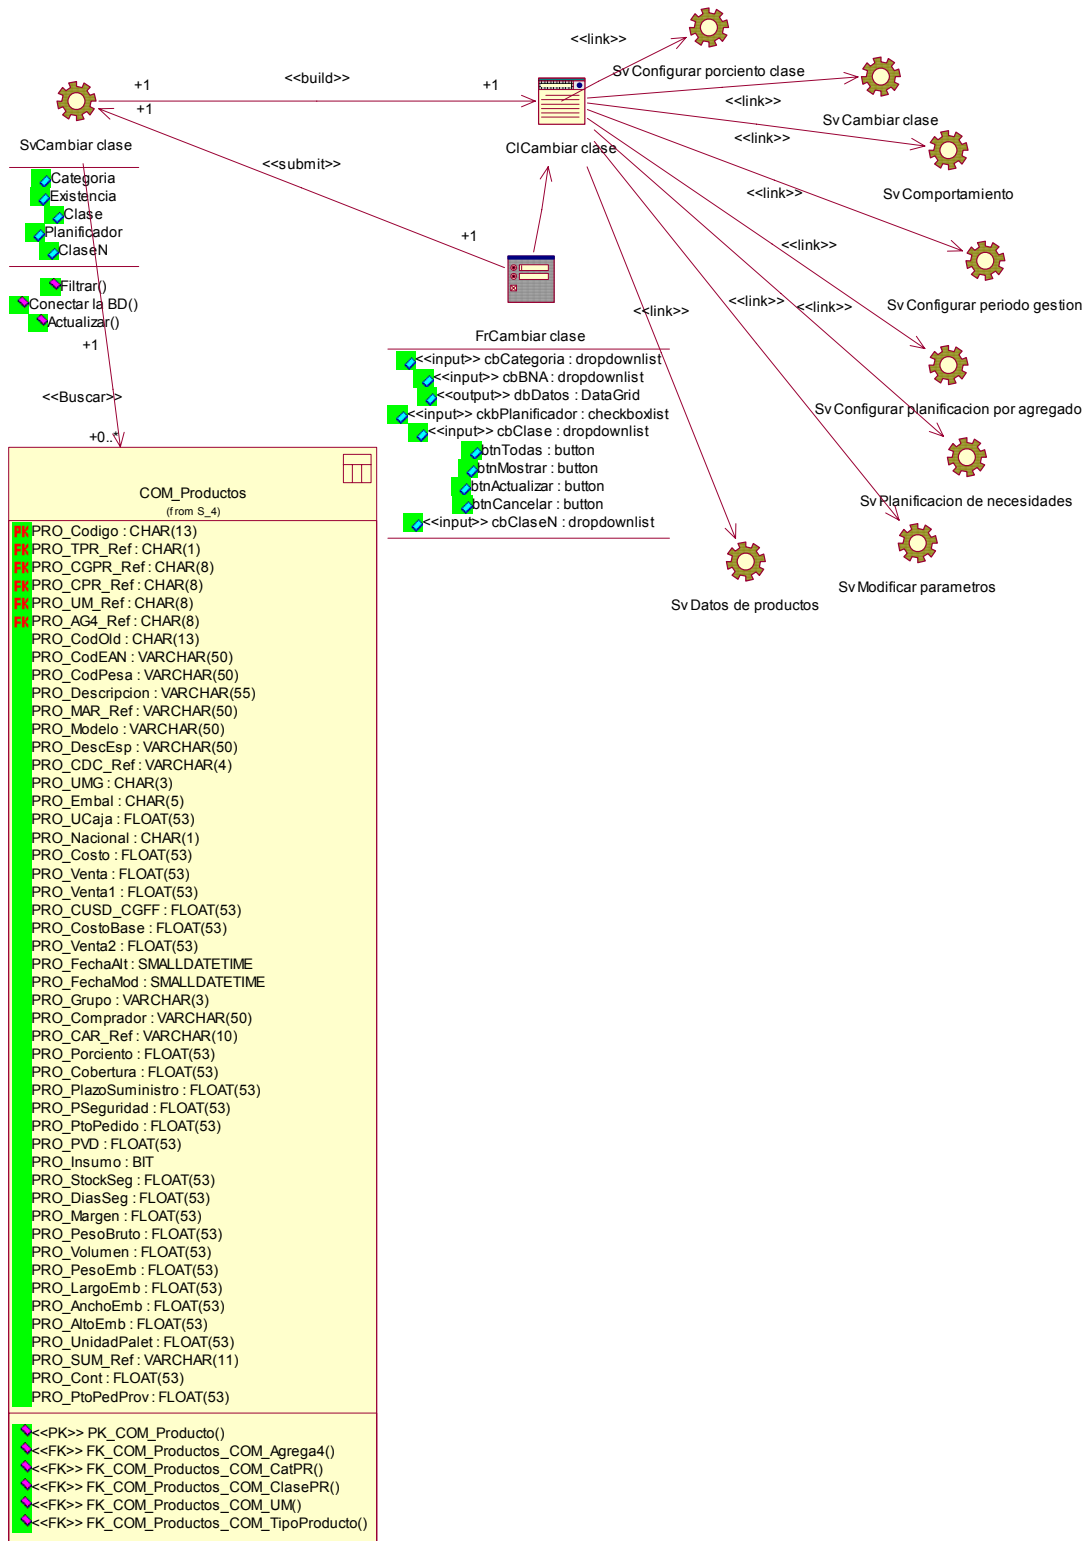 <<link>>
Sv Configurar porciento clase
<<build>>
+1
+1
+1
<<link>>
Sv Cambiar clase
<<link>>
SvCambiar clase
ClCambiar clase
<<submit>>
Categoria
Existencia
Clase
Planificador
ClaseN
<<link>>
Sv Comportamiento
+1
<<link>>
Filtrar()
Conectar la BD()
Actualizar()
<<link>>
<<link>>
<<link>>
Sv Configurar periodo gestion
+1
FrCambiar clase
<<input>> cbCategoria : dropdownlist
<<input>> cbBNA : dropdownlist
<<output>> dbDatos : DataGrid
<<input>> ckbPlanificador : checkboxlist
<<input>> cbClase : dropdownlist
btnTodas : button
btnMostrar : button
btnActualizar : button
btnCancelar : button
<<input>> cbClaseN : dropdownlist
<<Buscar>>
+0..*
Sv Configurar planificacion por agregado
Sv Planificacion de necesidades
Sv Modificar parametros
Sv Datos de productos
COM_Productos
(from S_4)
PK PRO_Codigo : CHAR(13)
FK PRO_TPR_Ref : CHAR(1)
FK PRO_CGPR_Ref : CHAR(8)
FK PRO_CPR_Ref : CHAR(8)
FK PRO_UM_Ref : CHAR(8)
FK PRO_AG4_Ref : CHAR(8)
PRO_CodOld : CHAR(13)
PRO_CodEAN : VARCHAR(50)
PRO_CodPesa : VARCHAR(50)
PRO_Descripcion : VARCHAR(55)
PRO_MAR_Ref : VARCHAR(50)
PRO_Modelo : VARCHAR(50)
PRO_DescEsp : VARCHAR(50)
PRO_CDC_Ref : VARCHAR(4)
PRO_UMG : CHAR(3)
PRO_Embal : CHAR(5)
PRO_UCaja : FLOAT(53)
PRO_Nacional : CHAR(1)
PRO_Costo : FLOAT(53)
PRO_Venta : FLOAT(53)
PRO_Venta1 : FLOAT(53)
PRO_CUSD_CGFF : FLOAT(53)
PRO_CostoBase : FLOAT(53)
PRO_Venta2 : FLOAT(53)
PRO_FechaAlt : SMALLDATETIME
PRO_FechaMod : SMALLDATETIME
PRO_Grupo : VARCHAR(3)
PRO_Comprador : VARCHAR(50)
PRO_CAR_Ref : VARCHAR(10)
PRO_Porciento : FLOAT(53)
PRO_Cobertura : FLOAT(53)
PRO_PlazoSuministro : FLOAT(53)
PRO_PSeguridad : FLOAT(53)
PRO_PtoPedido : FLOAT(53)
PRO_PVD : FLOAT(53)
PRO_Insumo : BIT
PRO_StockSeg : FLOAT(53)
PRO_DiasSeg : FLOAT(53)
PRO_Margen : FLOAT(53)
PRO_PesoBruto : FLOAT(53)
PRO_Volumen : FLOAT(53)
PRO_PesoEmb : FLOAT(53)
PRO_LargoEmb : FLOAT(53)
PRO_AnchoEmb : FLOAT(53)
PRO_AltoEmb : FLOAT(53)
PRO_UnidadPalet : FLOAT(53)
PRO_SUM_Ref : VARCHAR(11)
PRO_Cont : FLOAT(53)
PRO_PtoPedProv : FLOAT(53)
<<PK>> PK_COM_Producto()
<<FK>> FK_COM_Productos_COM_Agrega4()
<<FK>> FK_COM_Productos_COM_CatPR()
<<FK>> FK_COM_Productos_COM_ClasePR()
<<FK>> FK_COM_Productos_COM_UM()
<<FK>> FK_COM_Productos_COM_TipoProducto()